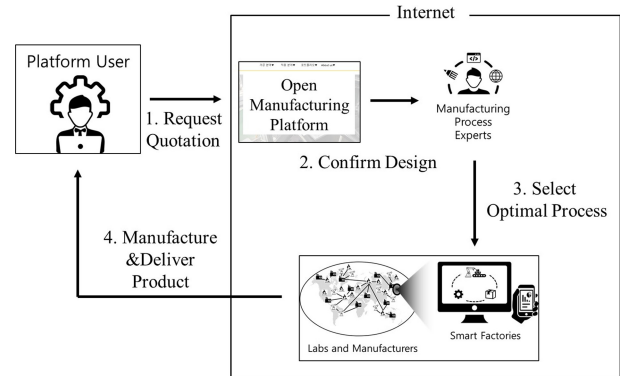 Internet
Platform User
1. Request
Quotation
Open
Manufacturing
Platform
Manufacturing
Process
Experts
2. Confirm Design
3. Select
Optimal Process
4. Manufacture
&Deliver
Product
Labs and Manufacturers
Smart Factories